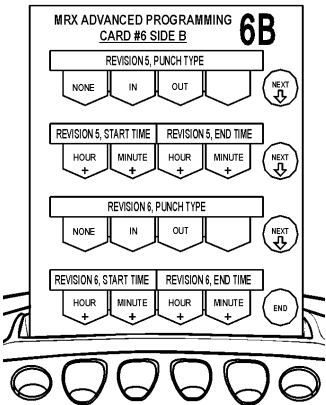 MRX ADVANCED PROGRAMMING
CARD #6 SIDE B
6B
REVISION 5, PUNCH TYPE
NONE IN OUT NEXT
REVISION 5, START TIME REVISION 5, END TIME
HOUR MINUTE HOUR MINUTE NEXT
+ + + +
REVISION 6, PUNCH TYPE
NONE IN OUT NEXT
REVISION 6, START TIME REVISION 6, END TIME
HOUR MINUTE HOUR MINUTE END
+ + + +